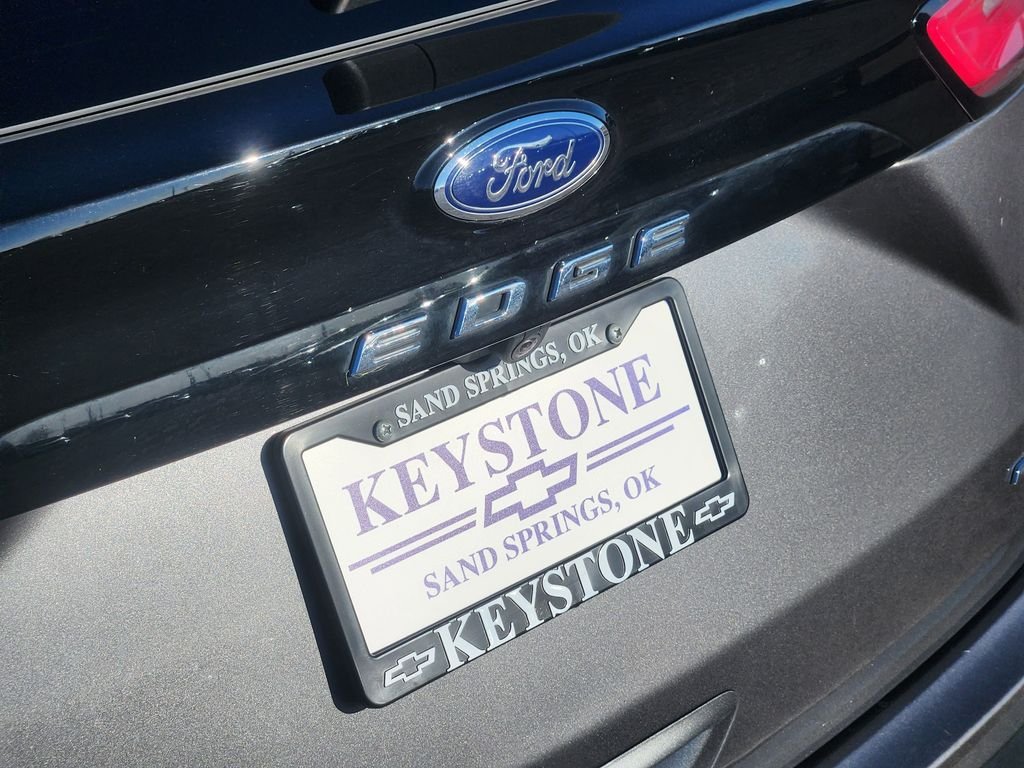 Ford
EDGE
SAND SPRINGS, OK
KEYSTONE
SAND SPRINGS, OK
KEYSTONE